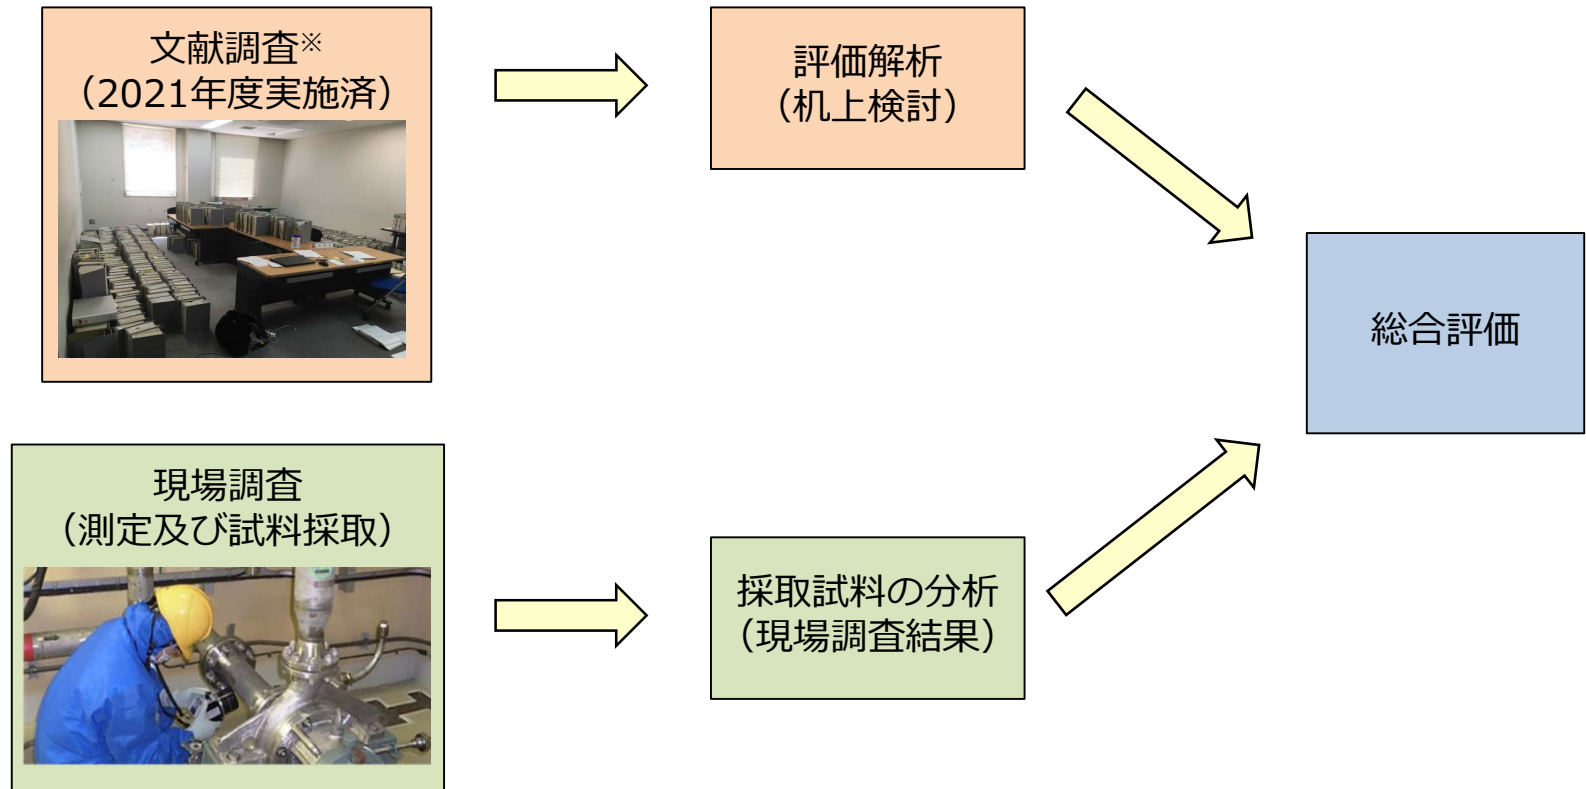 文献調査※
（2021年度実施済）
評価解析
（机上検討）
総合評価
現場調査
（測定及び試料採取）
採取試料の分析
（現場調査結果）